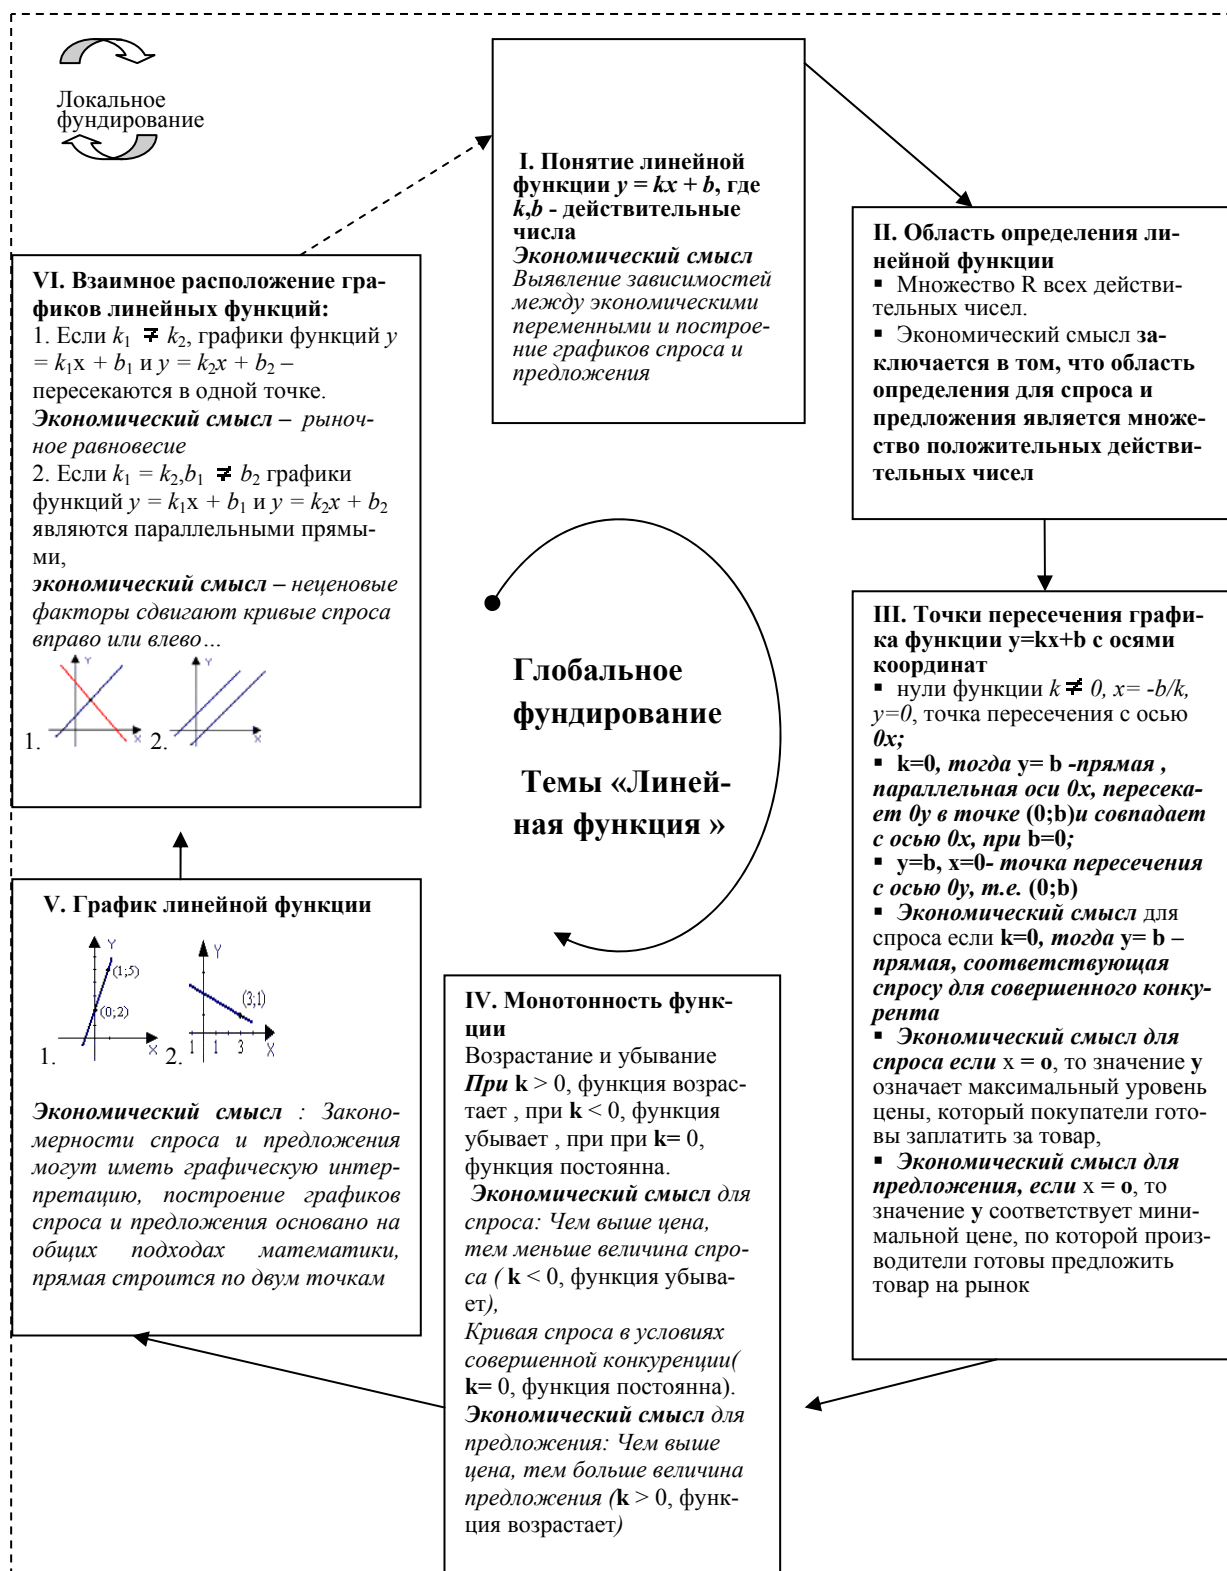 Локальное
фундирование
I. Понятие линейной
функции y = kx + b, где
k,b - действительные
числа
Экономический смысл
Выявление зависимостей
между экономическими
переменными и построе-
ние графиков спроса и
предложения
II. Область определения ли-
нейной функции
▪ Множество R всех действи-
тельных чисел.
▪ Экономический смысл за-
ключается в том, что область
определения для спроса и
предложения является множе-
ство положительных действи-
тельных чисел
III. Точки пересечения графи-
ка функции y=kx+b с осями
координат
▪ нули функции k ≠ 0, x= -b/k,
y=0, точка пересечения с осью
0x;
▪ k=0, тогда y= b -прямая ,
параллельная оси 0x, пересека-
ет 0y в точке (0;b)и совпадает
с осью 0x, при b=0;
▪ y=b, x=0- точка пересечения
с осью 0y, т.е. (0;b)
▪ Экономический смысл для
спроса если k=0, тогда y= b –
прямая, соответствующая
спросу для совершенного конку-
рента
▪ Экономический смысл для
спроса если x = o, то значение y
означает максимальный уровень
цены, который покупатели гото-
вы заплатить за товар,
▪ Экономический смысл для
предложения, если x = o, то
значение y соответствует мини-
мальной цене, по которой произ-
водители готовы предложить
товар на рынок
IV. Монотонность функ-
ции
Возрастание и убывание
При k > 0, функция возрас-
тает , при k < 0, функция
убывает , при при k= 0,
функция постоянна.
Экономический смысл для
спроса: Чем выше цена,
тем меньше величина спро-
са ( k < 0, функция убыва-
ет),
Кривая спроса в условиях
совершенной конкуренции(
k= 0, функция постоянна).
Экономический смысл для
предложения: Чем выше
цена, тем больше величина
предложения (k > 0, функ-
ция возрастает)
V. График линейной функции
Y
(1;5)
(0;2)
X
1.
Y
(3;1)
1 1 3 X
2.
Экономический смысл : Законо-
мерности спроса и предложения
могут иметь графическую интер-
претацию, построение графиков
спроса и предложения основано на
общих подходах математики,
прямая строится по двум точкам
VI. Взаимное расположение гра-
фиков линейных функций:
1. Если k1 ≠ k2, графики функций y
= k1x + b1 и y = k2x + b2 –
пересекаются в одной точке.
Экономический смысл – рыноч-
ное равновесие
2. Если k1 = k2,b1 ≠ b2 графики
функций y = k1x + b1 и y = k2x + b2
являются параллельными прямы-
ми,
экономический смысл – неценовые
факторы сдвигают кривые спроса
вправо или влево…
Y
X
1.
Y
X
2.
Глобальное
фундирование
Темы «Линей-
ная функция »